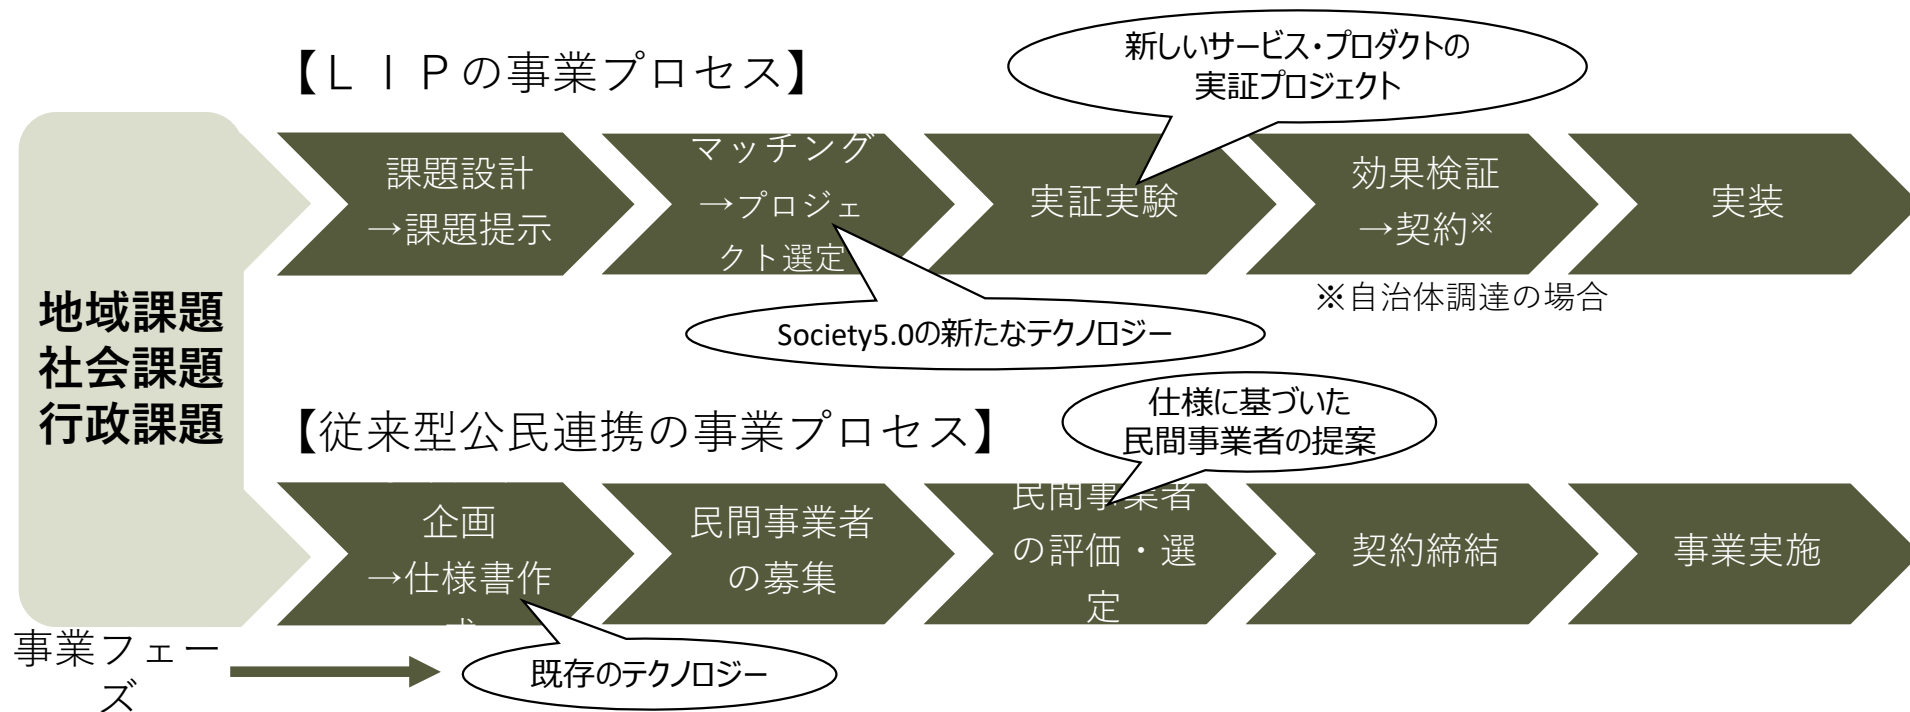 【ＬＩＰの事業プロセス】
新しいサービス・プロダクトの
実証プロジェクト
課題設計
→課題提示
マッチング
→プロジェ
クト選定
実証実験
効果検証
→契約※
実装
※自治体調達の場合
Society5.0の新たなテクノロジー
地域課題
社会課題
行政課題
【従来型公民連携の事業プロセス】
仕様に基づいた
民間事業者の提案
企画
→仕様書作
成
民間事業者
の募集
民間事業者
の評価・選
定
契約締結
事業実施
既存のテクノロジー
事業フェー
ズ